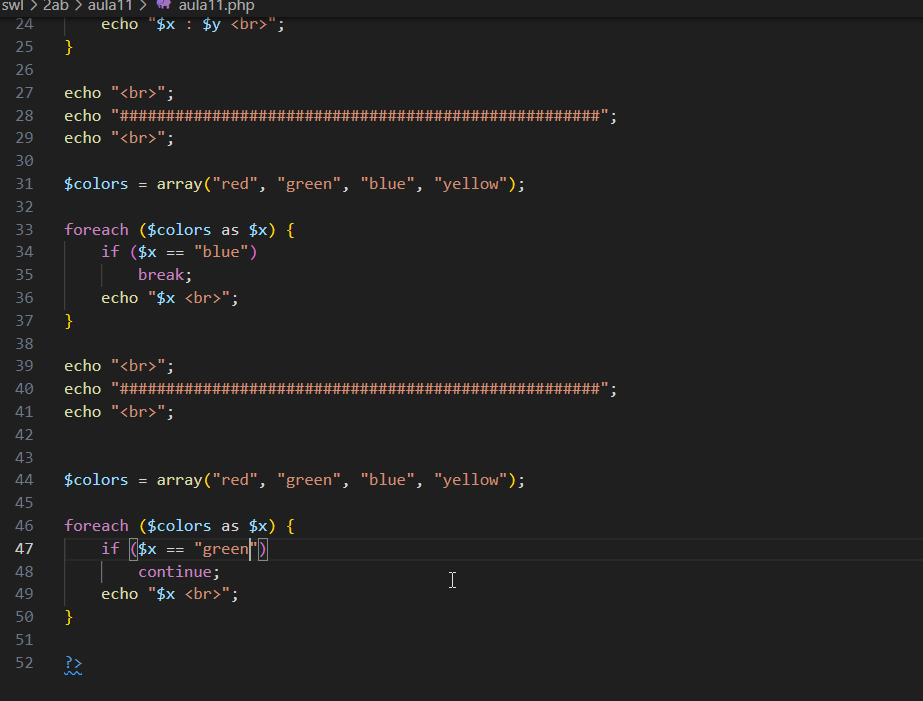 swl > 2ab > aula11 > aula11.php
24 echo "$x : $y <br>";
25 }
26
27 echo "<br>";
28 echo "####################################################";
29 echo "<br>";
30
31 $colors = array("red", "green", "blue", "yellow");
32
33 foreach ($colors as $x) {
34 if ($x == "blue")
35 break;
36 echo "$x <br>";
37 }
38
39 echo "<br>";
40 echo "####################################################";
41 echo "<br>";
42
43
44 $colors = array("red", "green", "blue", "yellow");
45
46 foreach ($colors as $x) {
47 if ($x == "green")
48 continue;
49 echo "$x <br>";
50 }
51
52 ?>